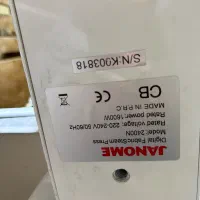 JANOME
Digital Fabric Steam Press
Model: 2400N
Rated voltage: 220-240V 50/60Hz
Rated power: 1600W
MADE IN P.R.C
CB
S/N:K003818